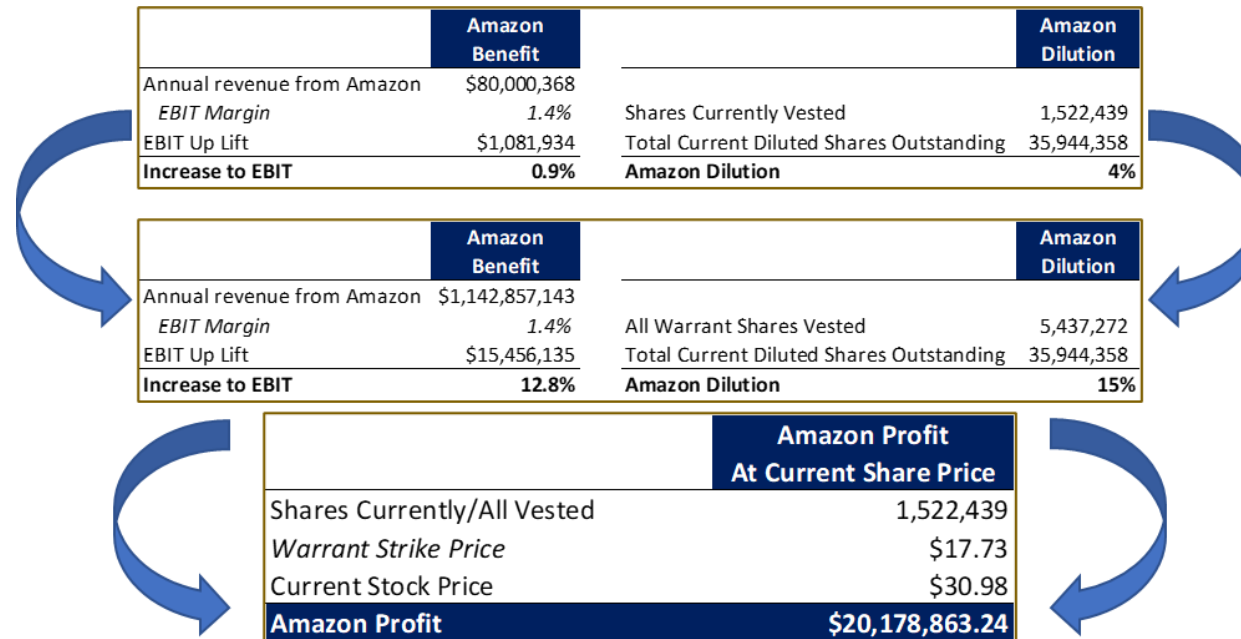 Amazon Benefit Amazon Dilution
Annual revenue from Amazon $80,000,368
EBIT Margin 1.4% Shares Currently Vested 1,522,439
EBIT Up Lift $1,081,934 Total Current Diluted Shares Outstanding 35,944,358
Increase to EBIT 0.9% Amazon Dilution 4%
Amazon Benefit Amazon Dilution
Annual revenue from Amazon $1,142,857,143
EBIT Margin 1.4% All Warrant Shares Vested 5,437,272
EBIT Up Lift $15,456,135 Total Current Diluted Shares Outstanding 35,944,358
Increase to EBIT 12.8% Amazon Dilution 15%
Amazon Profit
At Current Share Price
Shares Currently/All Vested 1,522,439
Warrant Strike Price $17.73
Current Stock Price $30.98
Amazon Profit $20,178,863.24